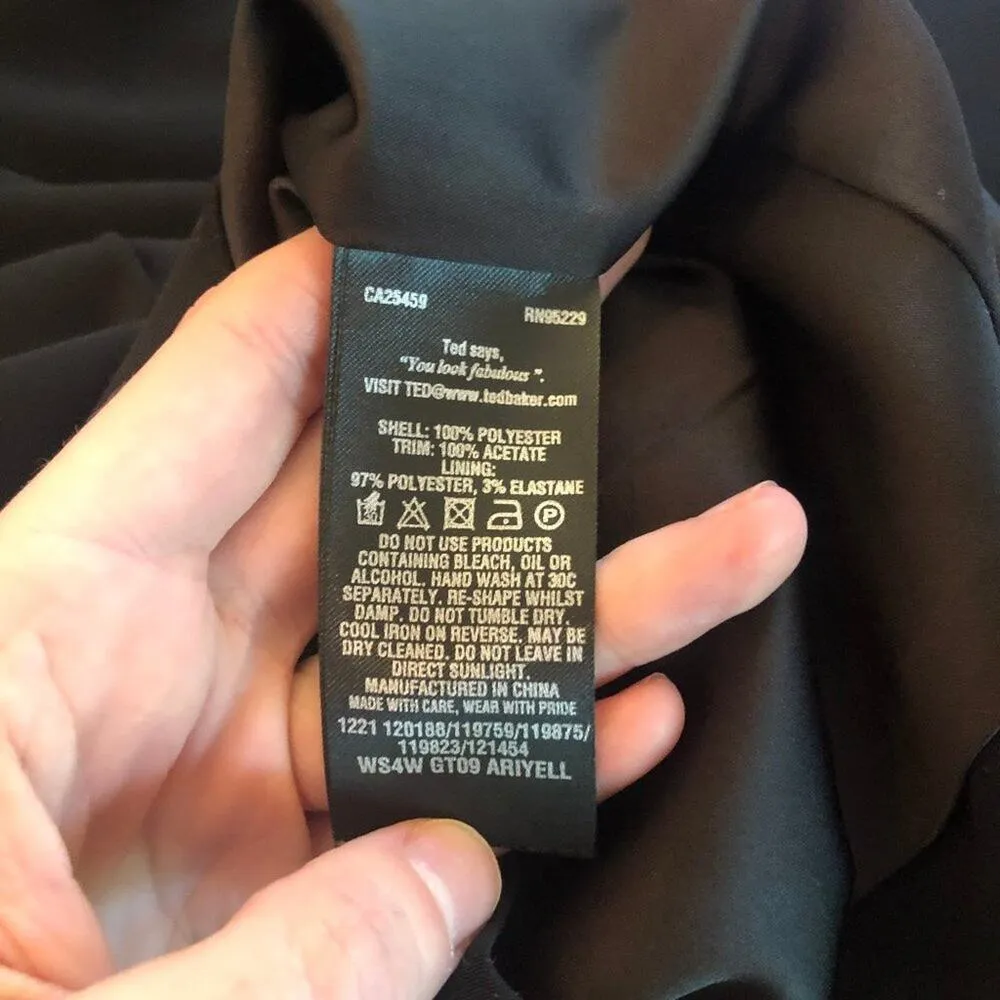 CA25459
RN95229
Ted says,
"You look fabulous".
VISIT TED@www.tedbaker.com
SHELL: 100% POLYESTER
TRIM: 100% ACETATE
LINING:
97% POLYESTER, 3% ELASTANE
30 P
DO NOT USE PRODUCTS
CONTAINING BLEACH, OIL OR
ALCOHOL. HAND WASH AT 30C
SEPARATELY. RE-SHAPE WHILST
DAMP. DO NOT TUMBLE DRY.
COOL IRON ON REVERSE. MAY BE
DRY CLEANED. DO NOT LEAVE IN
DIRECT SUNLIGHT.
MANUFACTURED IN CHINA
MADE WITH CARE, WEAR WITH PRIDE
1221 120188/119759/119875/
119823/121454
WS4W GT09 ARIYELL